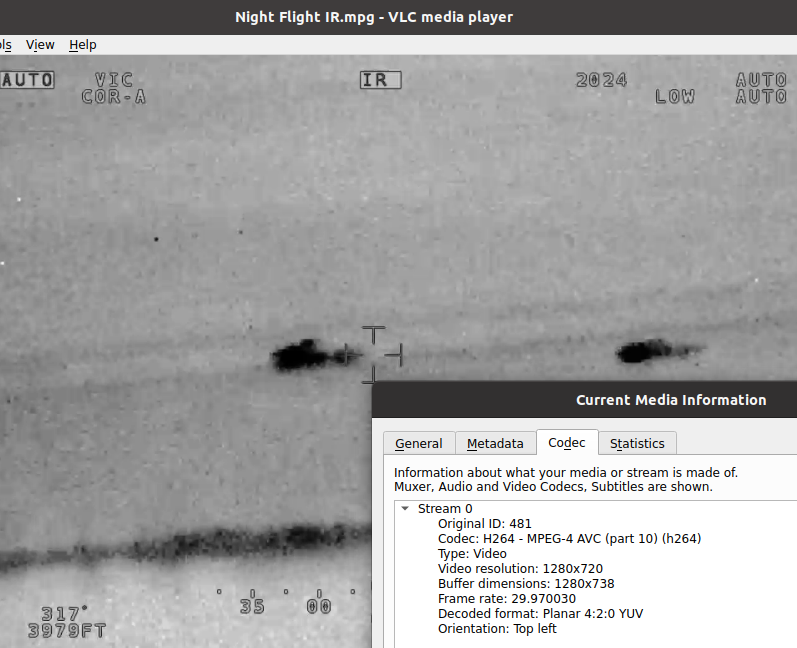 Night Flight IR.mpg - VLC media player
ls View Help
AUTO VIC IR 2024 AUTO
COR-A LOW AUTO
35 00
317°
3979FT
Current Media Information
General Metadata Codec Statistics
Information about what your media or stream is made of.
Muxer, Audio and Video Codecs, Subtitles are shown.
Stream 0
Original ID: 481
Codec: H264 - MPEG-4 AVC (part 10) (h264)
Type: Video
Video resolution: 1280x720
Buffer dimensions: 1280x738
Frame rate: 29.970030
Decoded format: Planar 4:2:0 YUV
Orientation: Top left